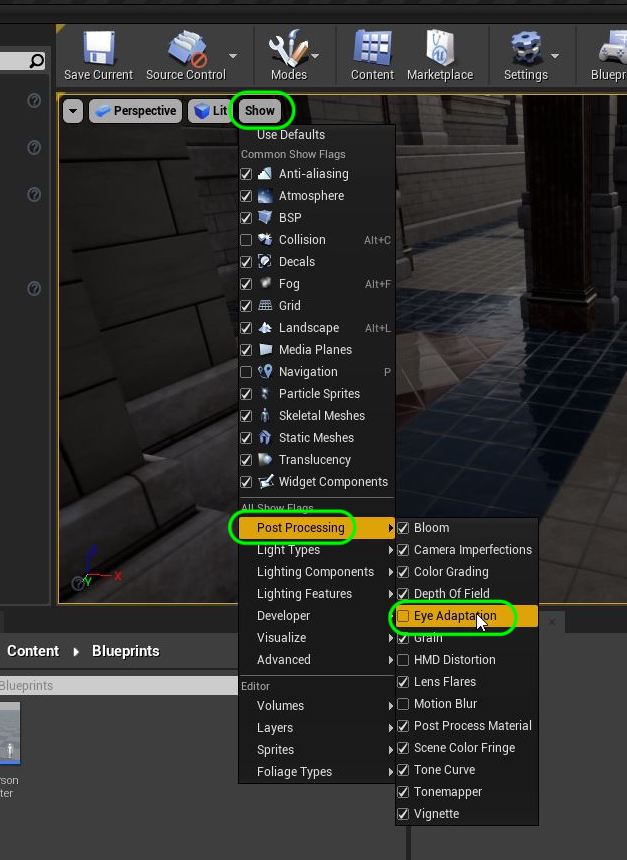 Save Current
Source Control
Modes
Content
Marketplace
Settings
Perspective
Lit
Show
Use Defaults
Common Show Flags
Anti-aliasing
Atmosphere
BSP
Collision Alt+C
Decals
Fog Alt+F
Grid
Landscape Alt+L
Media Planes
Navigation P
Particle Sprites
Skeletal Meshes
Static Meshes
Translucency
Widget Components
All Show Flags
Post Processing
Light Types
Lighting Components
Lighting Features
Developer
Visualize
Advanced
Editor
Volumes
Layers
Sprites
Foliage Types
Bloom
Camera Imperfections
Color Grading
Depth Of Field
Eye Adaptation
Grain
HMD Distortion
Lens Flares
Motion Blur
Post Process Material
Scene Color Fringe
Tone Curve
Tonemapper
Vignette
X
Y
Content
Blueprints
Blueprints